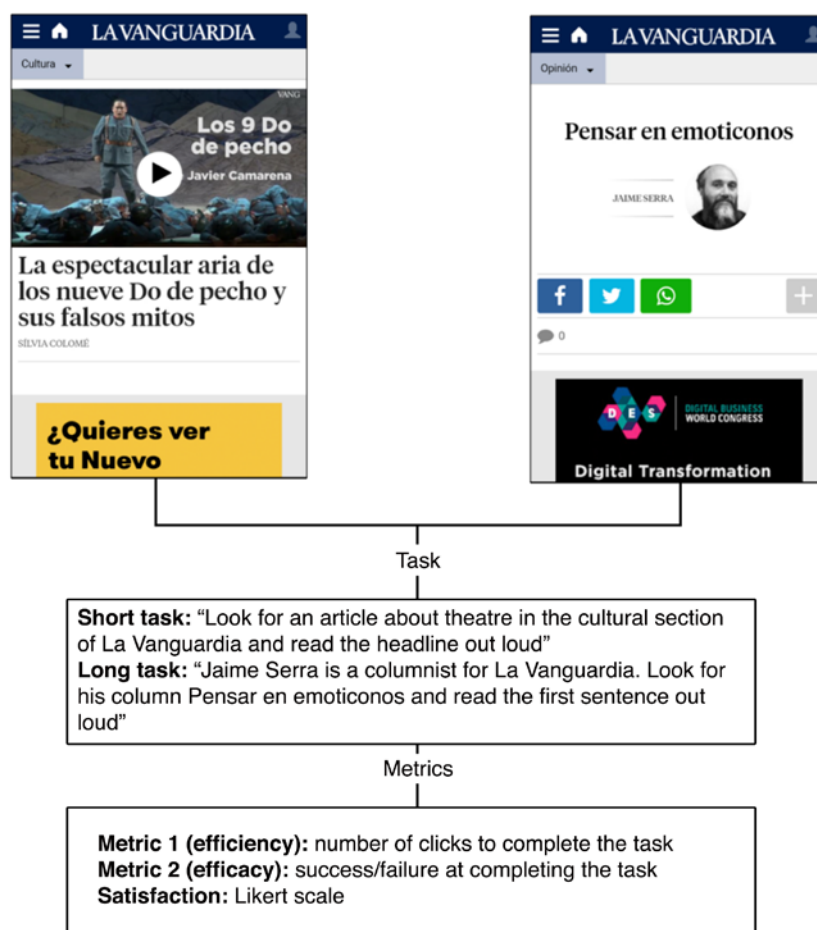 LA VANGUARDIA
Cultura
VANG
Los 9 Do
de pecho
Javier Camarena
La espectacular aria de
los nueve Do de pecho y
sus falsos mitos
SÍLVIA COLOMÉ
¿Quieres ver
tu Nuevo
LA VANGUARDIA
Opinión
Pensar en emoticonos
JAIME SERRA
0
DES
DIGITAL BUSINESS
WORLD CONGRESS
Digital Transformation
Task
Short task: “Look for an article about theatre in the cultural section
of La Vanguardia and read the headline out loud”
Long task: “Jaime Serra is a columnist for La Vanguardia. Look for
his column Pensar en emoticonos and read the first sentence out
loud”
Metrics
Metric 1 (efficiency): number of clicks to complete the task
Metric 2 (efficacy): success/failure at completing the task
Satisfaction: Likert scale